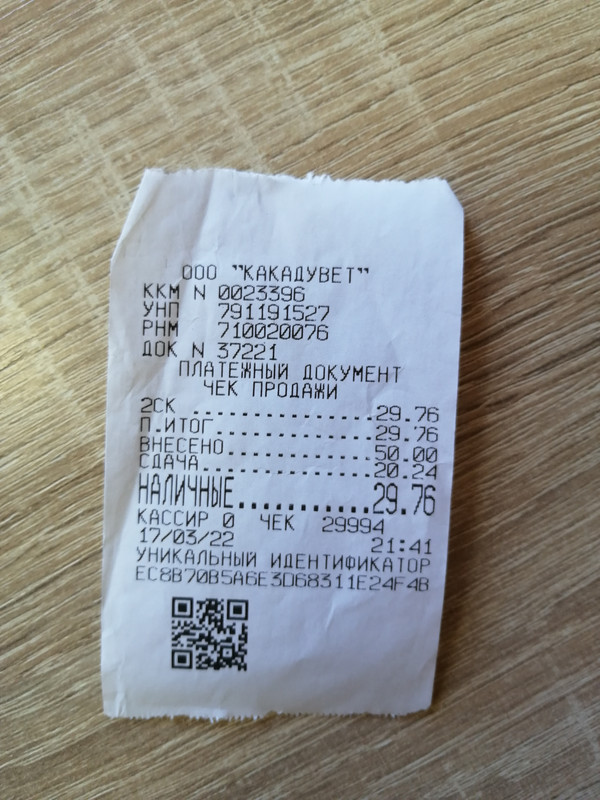 ООО "КАКАДУВЕТ"
ККМ N 0023396
УНП 791191527
РНМ 710020076
ДОК N 37221
ПЛАТЕЖНЫЙ ДОКУМЕНТ
ЧЕК ПРОДАЖИ
2СК ...............29.76
П.ИТОГ.............29.76
ВНЕСЕНО............50.00
СДАЧА..............20.24
НАЛИЧНЫЕ...........29.76
КАССИР 0 ЧЕК 29994
17/03/22 21:41
УНИКАЛЬНЫЙ ИДЕНТИФИКАТОР
EC8B70B5A6E3D68311E24F4B